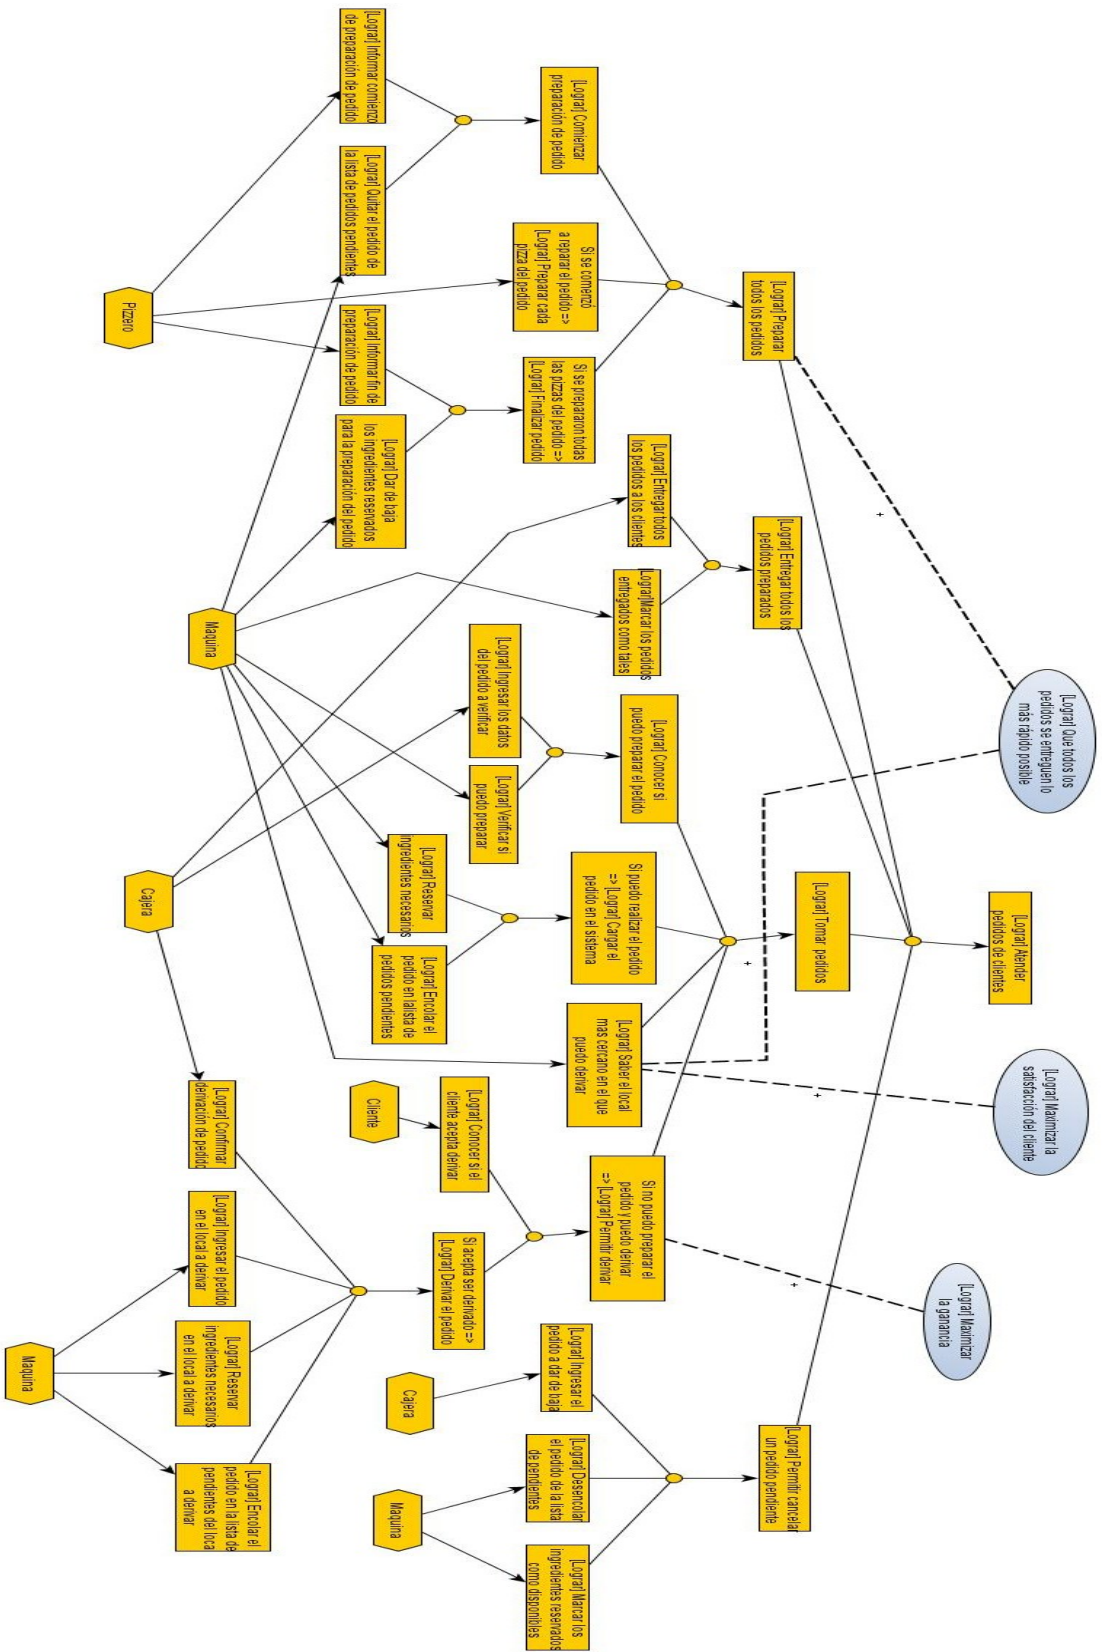 [Lograr] Que todos los
pedidos se entreguen lo
más rápido posible
[Lograr] Maximizar la
satisfacción del cliente
[Lograr] Maximizar
la ganancia
[Lograr] Atender
pedidos de clientes
+
+
+
+
[Lograr] Preparar
todos los pedidos
[Lograr] Entregar todos los
pedidos preparados
[Lograr] Tomar pedidos
[Lograr] Permitir cancelar
un pedido pendiente
[Lograr] Comienzar
preparación de pedido
Si se comenzó
a reparar el pedido =>
[Lograr] Preparar cada
pizza del pedido
Si se prepararon todas
las pizzas del pedido =>
[Lograr] Finalizar pedido
[Lograr] Entregar todos
los pedidos a los clientes
[Lograr]Marcar los pedidos
entregados como tales
[Lograr] Conocer si
puedo preparar el pedido
Si puedo realizar el pedido
=> [Lograr] Cargar el
pedido en el sistema
[Lograr] Saber el local
mas cercano en el que
puedo derivar
Si no puedo preparar el
pedido y puedo derivar
=> [Lograr] Permitir derivar
[Lograr] Ingresar el
pedido a dar de baja
[Lograr] Desencolar
el pedido de la lista
de pendientes
[Lograr] Marcar los
ingredientes reservados
como disponibles
[Lograr] Informar comienzo
de preparación de pedido
[Lograr] Quitar el pedido de
la lista de pedidos pendientes
[Lograr] Informar fin de
preparación de pedido
[Lograr] Dar de baja
los ingredientes reservados
para la preparación del pedido
[Lograr] Ingresar los datos
del pedido a verificar
[Lograr] Verificar si
puedo preparar
[Lograr] Reservar
ingredientes necesarios
[Lograr] Encolar el
pedido en lalista de
pedidos pendientes
[Lograr] Conocer si el
cliente acepta derivar
Si acepta ser derivado =>
[Lograr] Derivar el pedido
Cliente
Cajera
Maquina
Pizzero
Maquina
Cajera
[Lograr] Confirmar
derivación de pedido
[Lograr] Ingresar el pedido
en el local a derivar
[Lograr] Reservar
ingredientes necesarios
en el local a derivar
[Lograr] Encolar el
pedido en la lista de
pendientes del loca
a derivar
Maquina